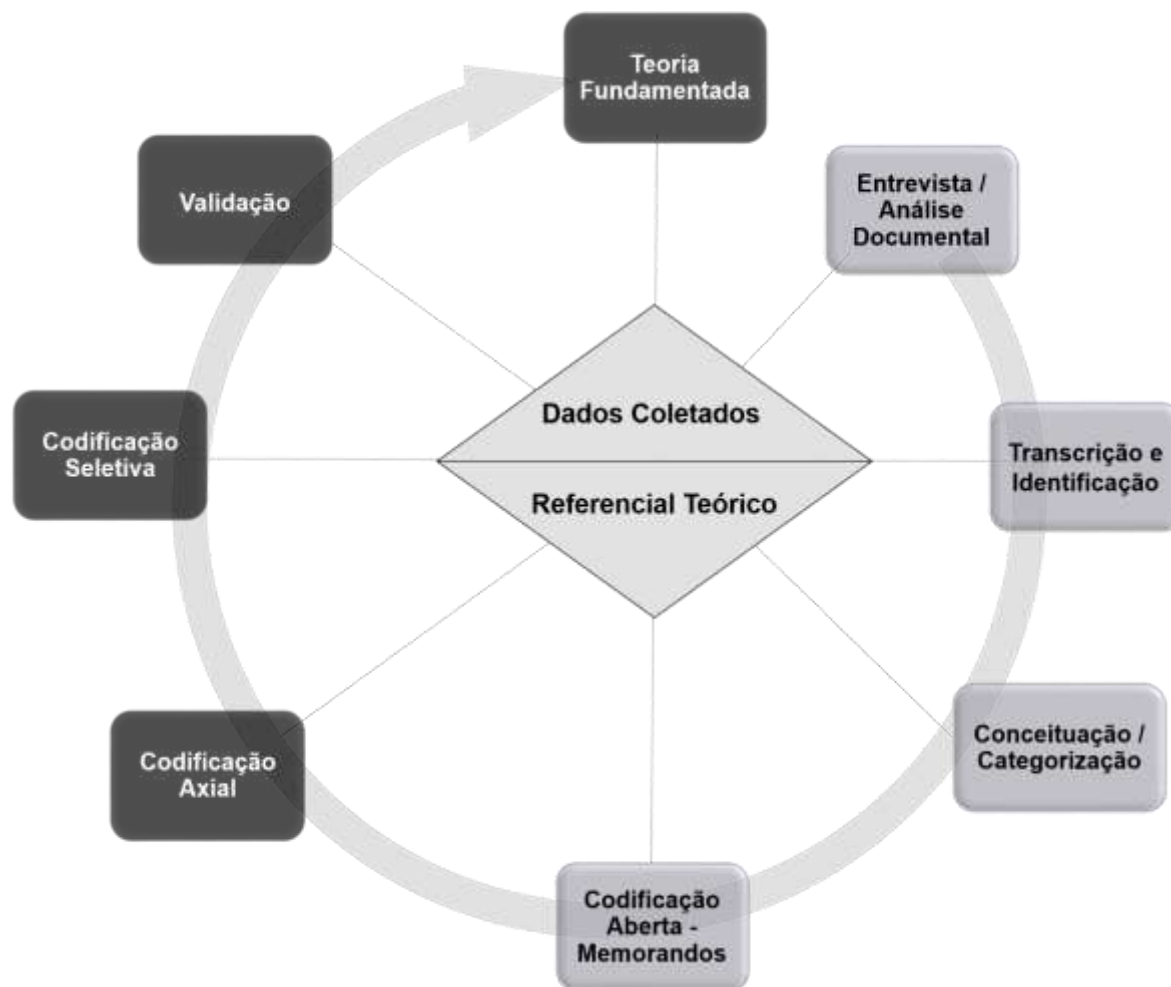 Teoria
Fundamentada
Entrevista /
Análise
Documental
Validação
Dados Coletados
Codificação
Seletiva
Transcrição e
Identificação
Referencial Teórico
Codificação
Axial
Conceituação /
Categorização
Codificação
Aberta -
Memorandos